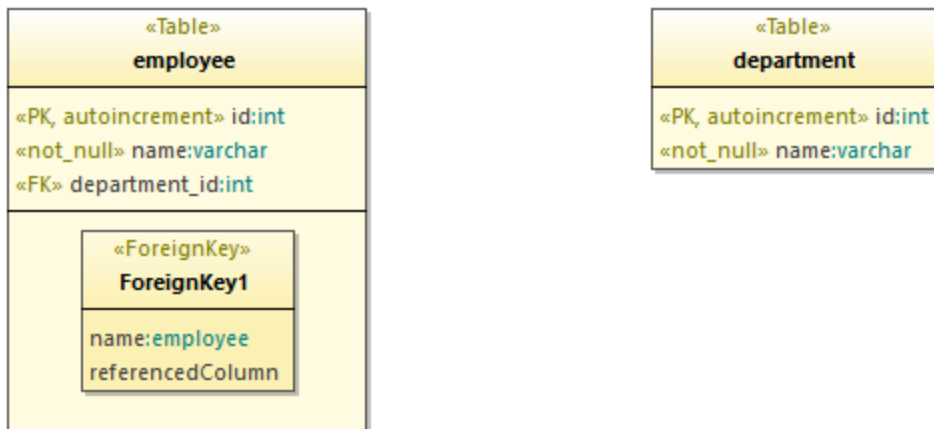 «Table»
employee
«PK, autoincrement» id:int
«not_null» name:varchar
«FK» department_id:int
«ForeignKey»
ForeignKey1
name:employee
referencedColumn
«Table»
department
«PK, autoincrement» id:int
«not_null» name:varchar